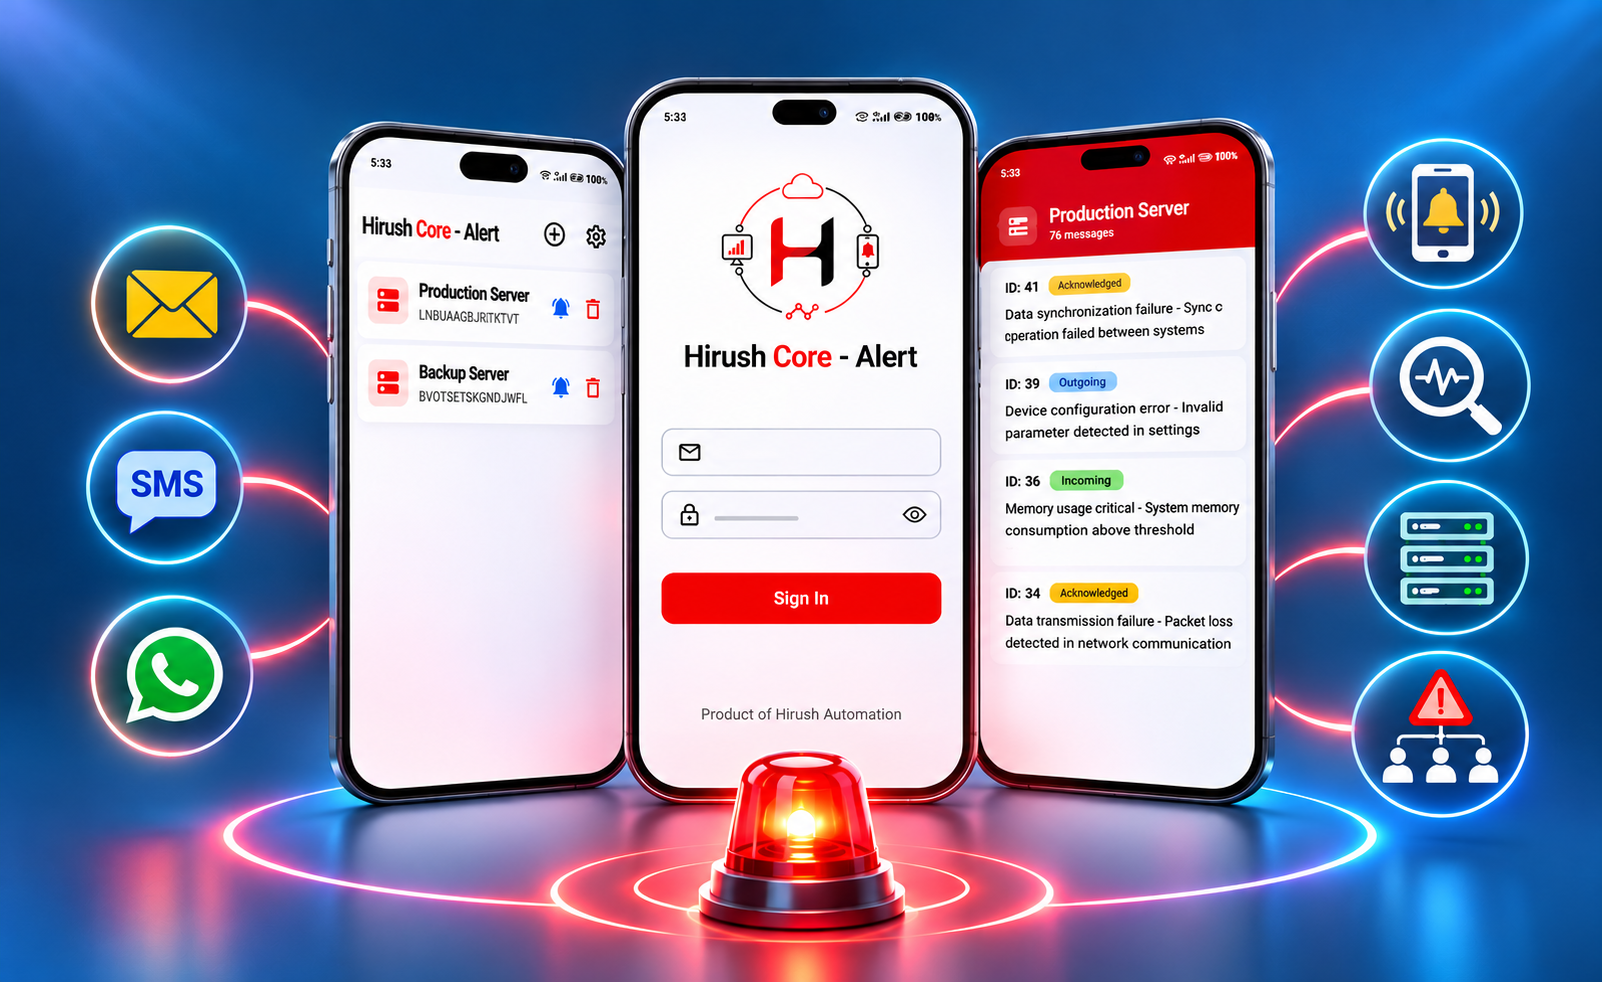 5:33
100%
Hirush Core - Alert
Production Server
LNBUAAGBJRITKTVT
Backup Server
BVOTSETSKGNDJWFL
5:33
100%
H
Hirush Core - Alert
Sign In
Product of Hirush Automation
5:33
100%
Production Server
76 messages
ID: 41 Acknowledged
Data synchronization failure - Sync c
operation failed between systems
ID: 39 Outgoing
Device configuration error - Invalid
parameter detected in settings
ID: 36 Incoming
Memory usage critical - System memory
consumption above threshold
ID: 34 Acknowledged
Data transmission failure - Packet loss
detected in network communication
SMS